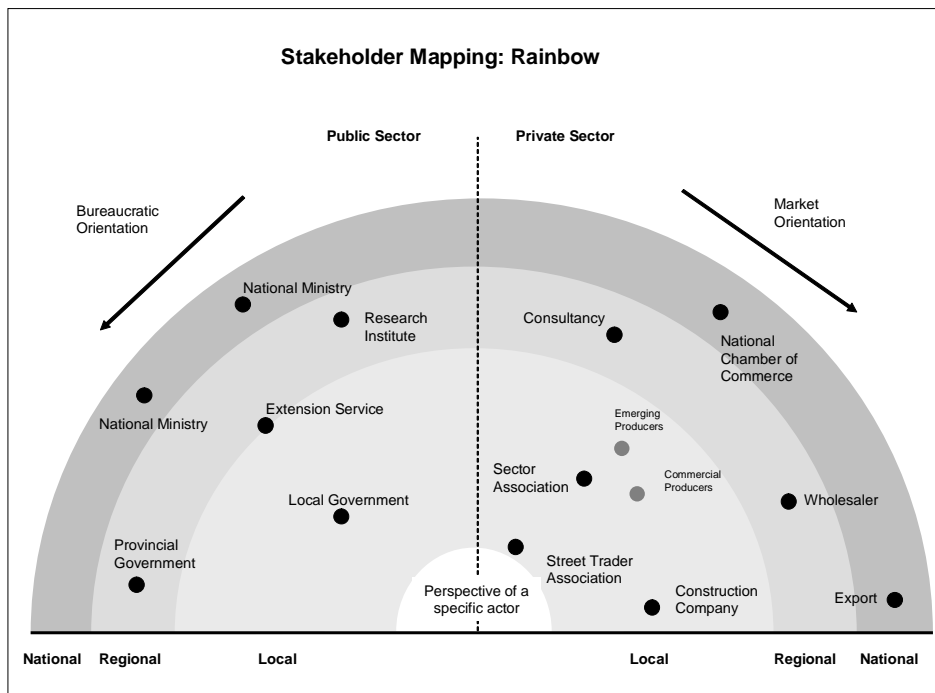 Stakeholder Mapping: Rainbow
Public Sector
Private Sector
Bureaucratic
Orientation
Market
Orientation
National Ministry
Research
Institute
Consultancy
National
Chamber of
Commerce
National Ministry
Extension Service
Emerging
Producers
Sector
Association
Commercial
Producers
Local Government
Wholesaler
Provincial
Government
Street Trader
Association
Perspective of a
specific actor
Construction
Company
Export
National
Regional
Local
Local
Regional
National